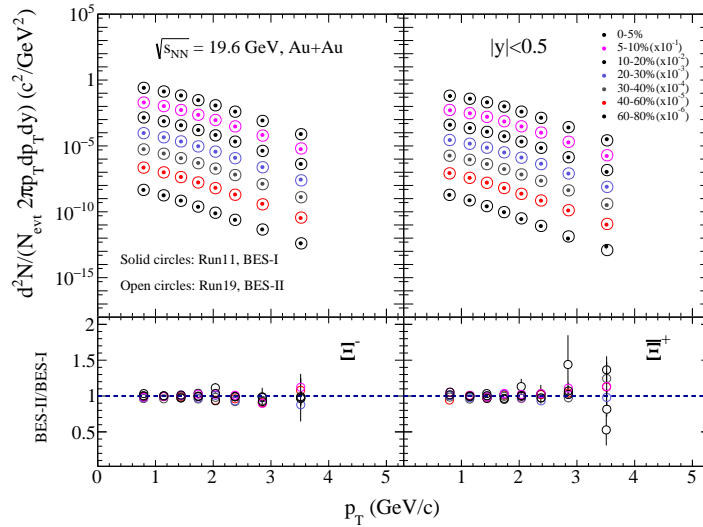 10⁵
1
10⁻⁵
10⁻¹⁰
10⁻¹⁵
d²N/(N_evt 2πp_T dp_T dy) (c²/GeV²)
√s_NN = 19.6 GeV, Au+Au
|y|<0.5
0-5%
5-10%(x10⁻¹)
10-20%(x10⁻²)
20-30%(x10⁻³)
30-40%(x10⁻⁴)
40-60%(x10⁻⁵)
60-80%(x10⁻⁶)
Solid circles: Run11, BES-I
Open circles: Run19, BES-II
2
1.5
1
0.5
BES-II/BES-I
Ξ⁻
Ξ̅⁺
0 1 2 3 4 5
1 2 3 4 5
p_T (GeV/c)